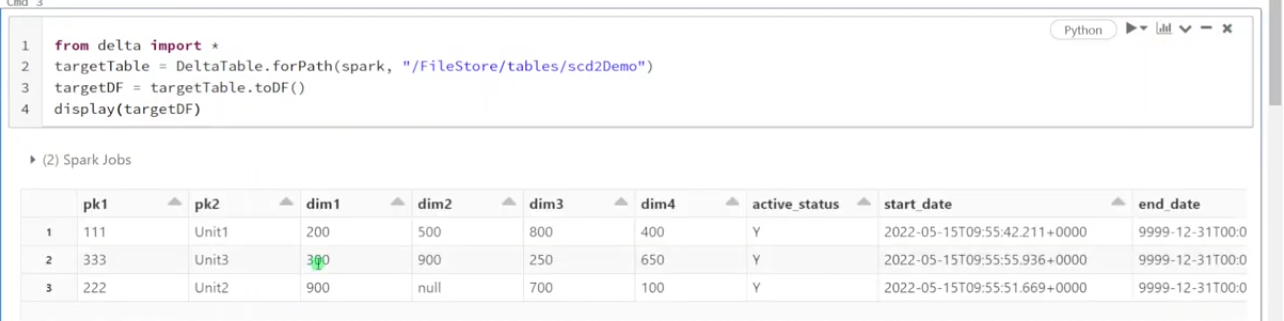 Cmd 3
Python
1 from delta import *
2 targetTable = DeltaTable.forPath(spark, "/FileStore/tables/scd2Demo")
3 targetDF = targetTable.toDF()
4 display(targetDF)
(2) Spark Jobs
pk1 pk2 dim1 dim2 dim3 dim4 active_status start_date end_date
1 111 Unit1 200 500 800 400 Y 2022-05-15T09:55:42.211+0000 9999-12-31T00:0
2 333 Unit3 300 900 250 650 Y 2022-05-15T09:55:55.936+0000 9999-12-31T00:0
3 222 Unit2 900 null 700 100 Y 2022-05-15T09:55:51.669+0000 9999-12-31T00:0